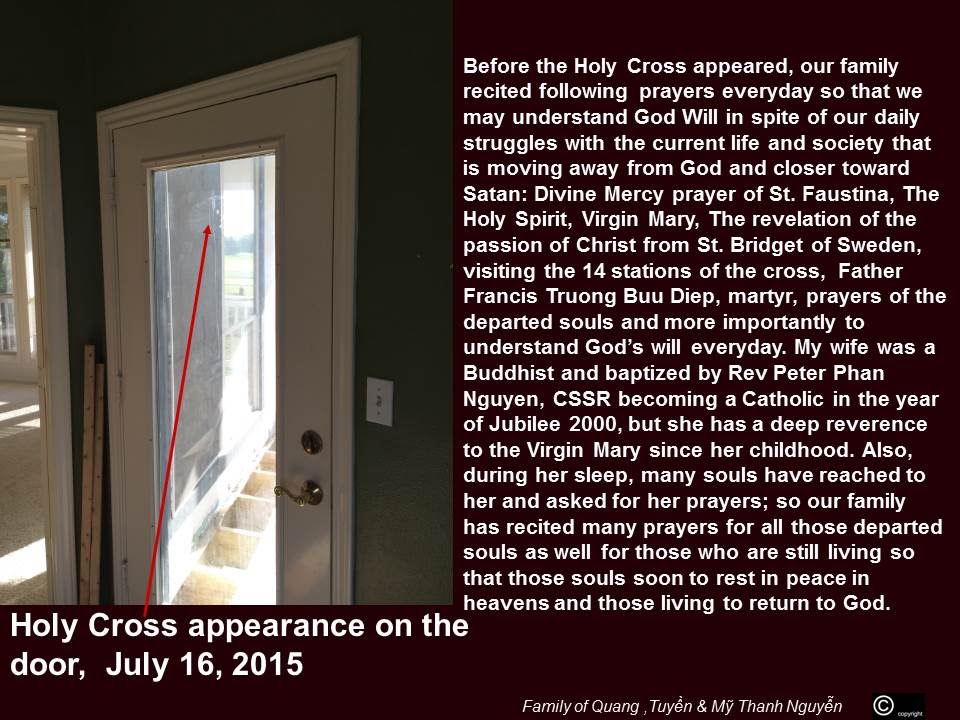 Before the Holy Cross appeared, our family
recited following prayers everyday so that we
may understand God Will in spite of our daily
struggles with the current life and society that
is moving away from God and closer toward
Satan: Divine Mercy prayer of St. Faustina, The
Holy Spirit, Virgin Mary, The revelation of the
passion of Christ from St. Bridget of Sweden,
visiting the 14 stations of the cross, Father
Francis Truong Buu Diep, martyr, prayers of the
departed souls and more importantly to
understand God's will everyday. My wife was a
Buddhist and baptized by Rev Peter Phan
Nguyen, CSSR becoming a Catholic in the year
of Jubilee 2000, but she has a deep reverence
to the Virgin Mary since her childhood. Also,
during her sleep, many souls have reached to
her and asked for her prayers; so our family
has recited many prayers for all those departed
souls as well for those who are still living so
that those souls soon to rest in peace in
heavens and those living to return to God.
Holy Cross appearance on the
door, July 16, 2015
Family of Quang ,Tuyền & Mỹ Thanh Nguyễn
© copyright